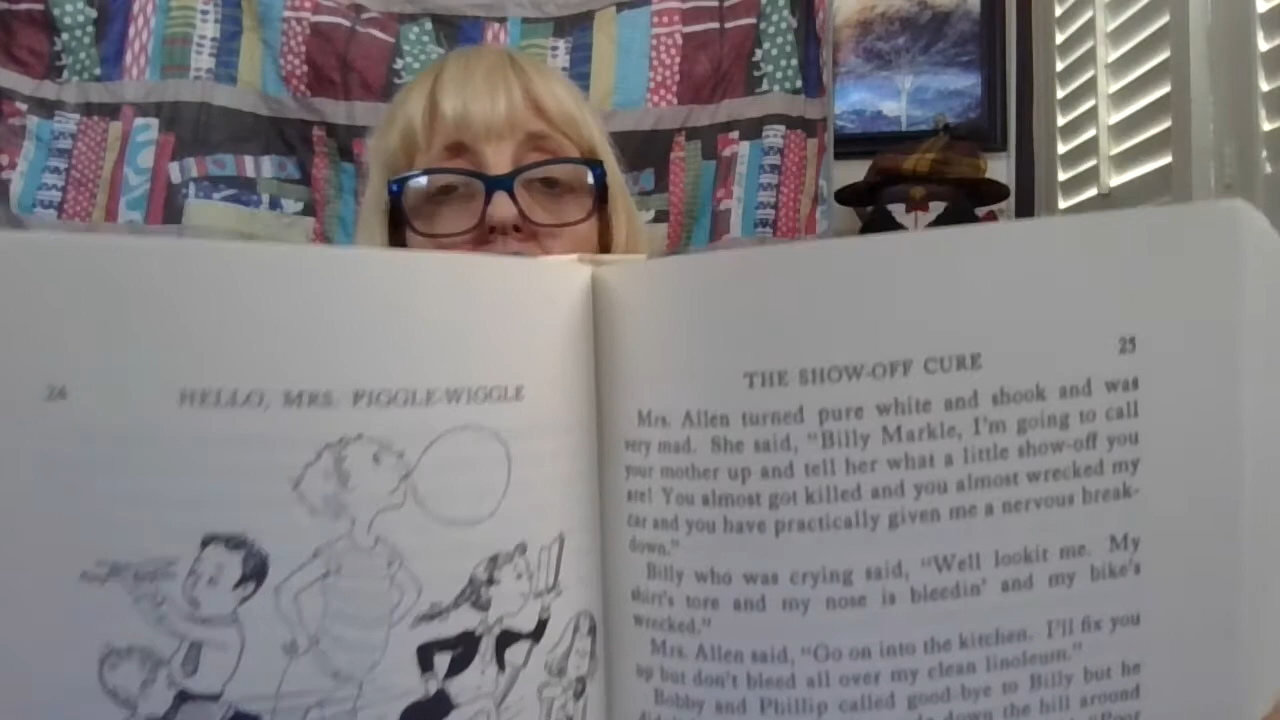 24 HELLO, MRS. PIGGLE-WIGGLE
THE SHOW-OFF CURE 25
Mrs. Allen turned pure white and shook and was
very mad. She said, "Billy Markle, I'm going to call
your mother up and tell her what a little show-off you
are! You almost got killed and you almost wrecked my
car and you have practically given me a nervous break-
down."
Billy who was crying said, "Well lookit me. My
shirt's tore and my nose is bleedin' and my bike's
wrecked."
Mrs. Allen said, "Go on into the kitchen. I'll fix you
up but don't bleed all over my clean linoleum."
Bobby and Phillip called good-bye to Billy but he
down the hill around